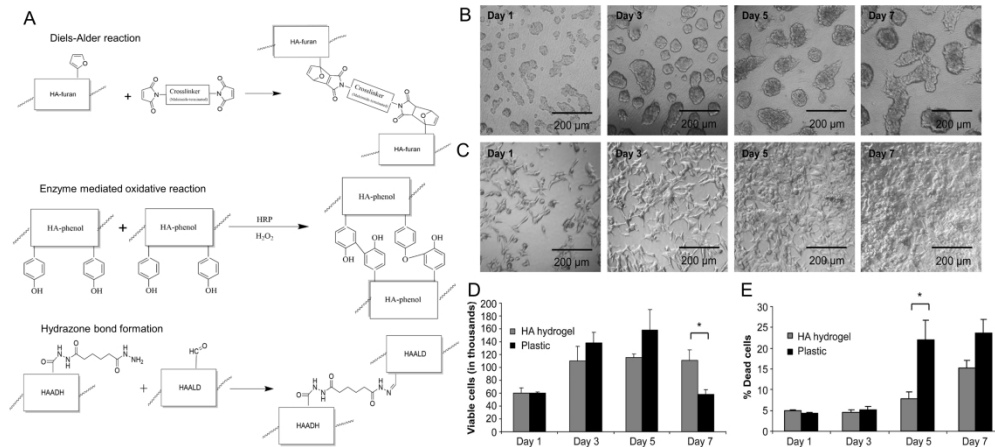 A
Diels-Alder reaction
HA-furan
+
Crosslinker
HA-furan
Crosslinker
HA-furan
Enzyme mediated oxidative reaction
HA-phenol
+
HA-phenol
HRP
H₂O₂
HA-phenol
HA-phenol
OH
OH
OH
OH
OH
OH
OH
Hydrazone bond formation
HAADH
+
HAALD
HAALD
HAADH
B
Day 1
Day 3
Day 5
Day 7
200 µm
200 µm
200 µm
200 µm
C
Day 1
Day 3
Day 5
Day 7
200 µm
200 µm
200 µm
200 µm
D
Viable cells (in thousands)
200
180
160
140
120
100
80
60
40
20
0
HA hydrogel
Plastic
*
Day 1
Day 3
Day 5
Day 7
E
% Dead cells
30
25
20
15
10
5
0
HA hydrogel
Plastic
*
Day 1
Day 3
Day 5
Day 7